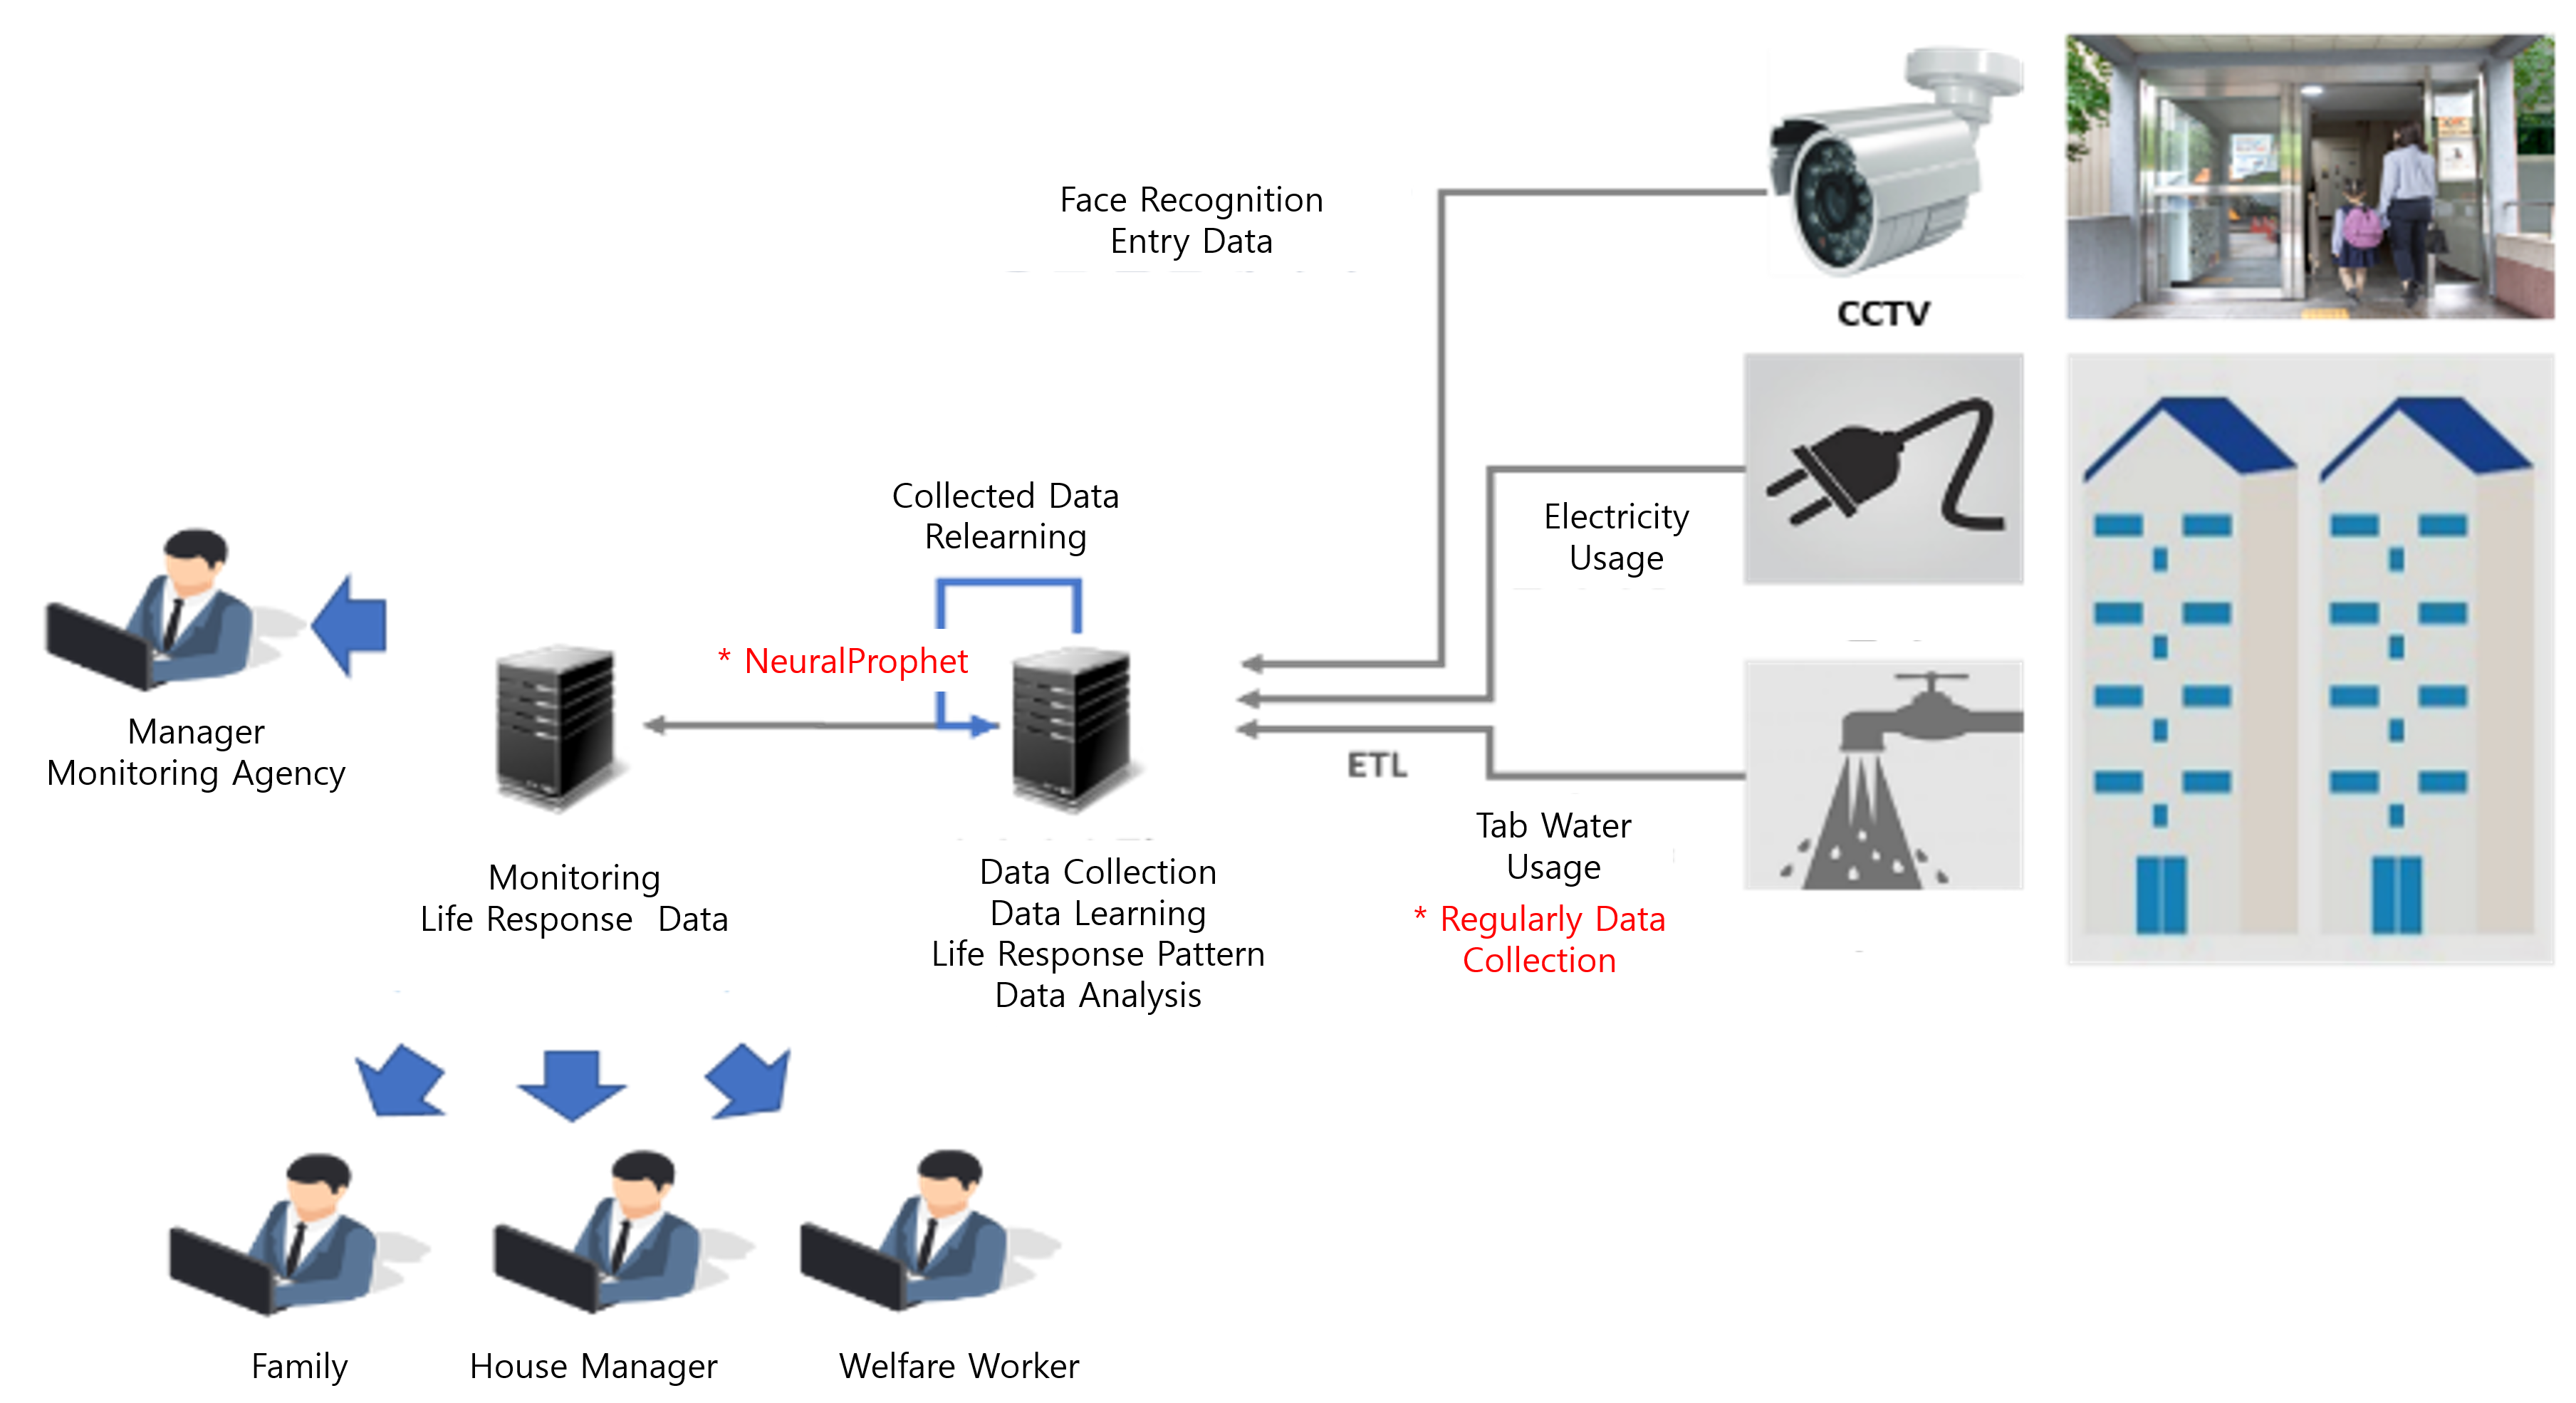 Face Recognition
Entry Data
CCTV
Collected Data
Relearning
Electricity
Usage
* NeuralProphet
Manager
Monitoring Agency
ETL
Tab Water
Usage
* Regularly Data
Collection
Monitoring
Life Response Data
Data Collection
Data Learning
Life Response Pattern
Data Analysis
Family
House Manager
Welfare Worker